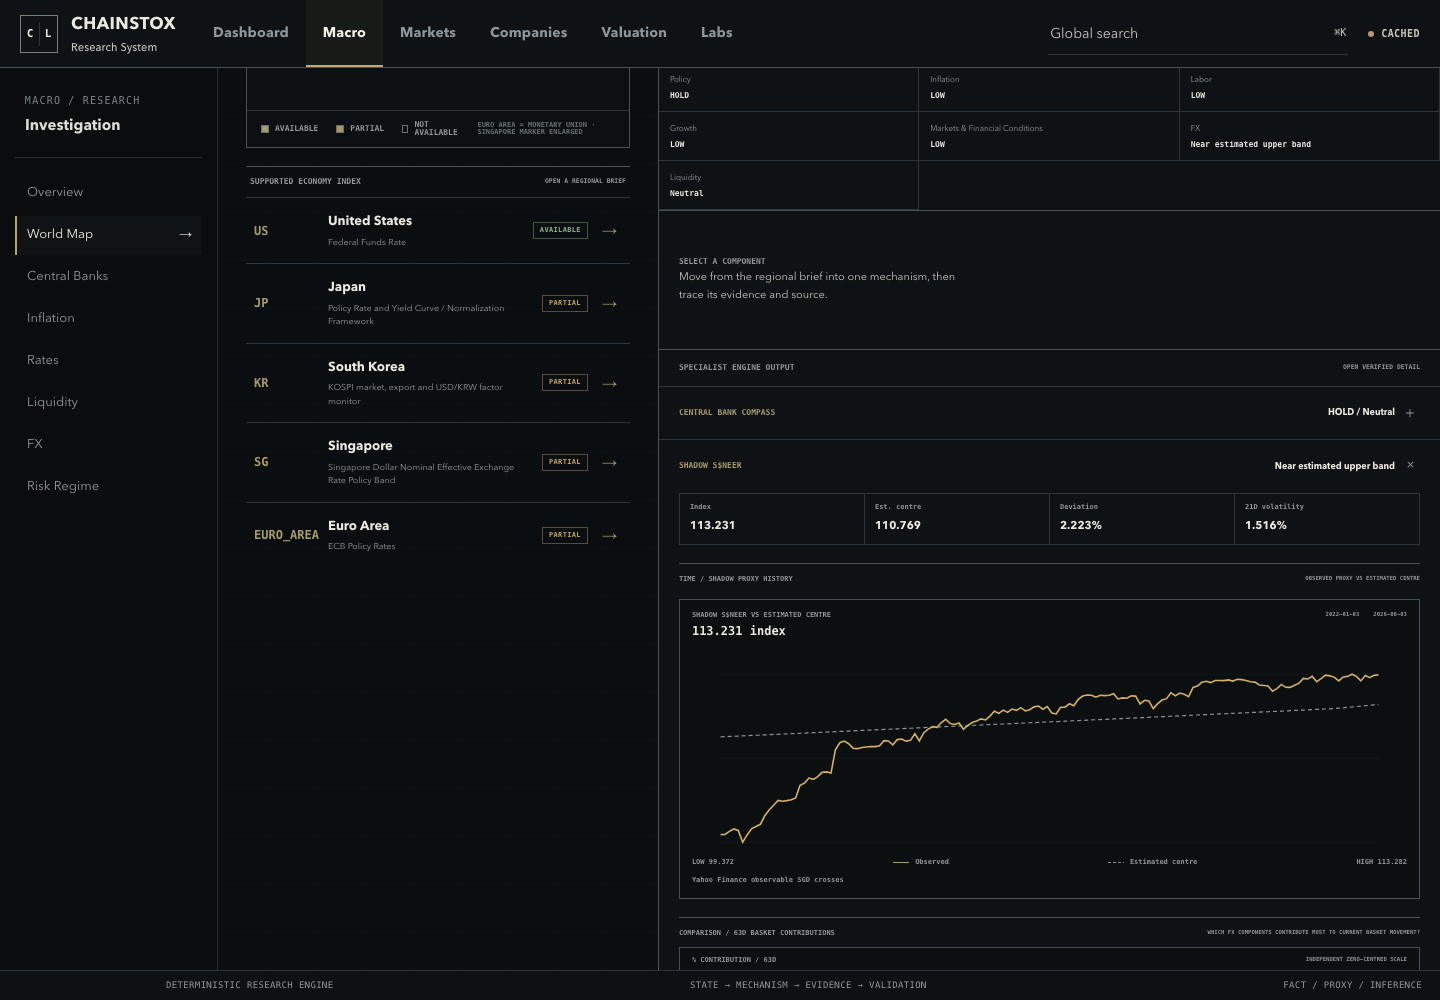 C L
CHAINSTOX
Research System
Dashboard
Macro
Markets
Companies
Valuation
Labs
Global search
⌘K
CACHED
MACRO / RESEARCH
Investigation
Overview
World Map →
Central Banks
Inflation
Rates
Liquidity
FX
Risk Regime
AVAILABLE
PARTIAL
NOT
AVAILABLE
EURO AREA = MONETARY UNION ·
SINGAPORE MARKER ENLARGED
SUPPORTED ECONOMY INDEX
OPEN A REGIONAL BRIEF
US
United States
Federal Funds Rate
AVAILABLE →
JP
Japan
Policy Rate and Yield Curve / Normalization
Framework
PARTIAL →
KR
South Korea
KOSPI market, export and USD/KRW factor
monitor
PARTIAL →
SG
Singapore
Singapore Dollar Nominal Effective Exchange
Rate Policy Band
PARTIAL →
EURO_AREA
Euro Area
ECB Policy Rates
PARTIAL →
Policy
HOLD
Inflation
LOW
Labor
LOW
Growth
LOW
Markets & Financial Conditions
LOW
FX
Near estimated upper band
Liquidity
Neutral
SELECT A COMPONENT
Move from the regional brief into one mechanism, then
trace its evidence and source.
SPECIALIST ENGINE OUTPUT
OPEN VERIFIED DETAIL
CENTRAL BANK COMPASS
HOLD / Neutral +
SHADOW S$NEER
Near estimated upper band ×
Index
113.231
Est. centre
110.769
Deviation
2.223%
21D volatility
1.516%
TIME / SHADOW PROXY HISTORY
OBSERVED PROXY VS ESTIMATED CENTRE
SHADOW S$NEER VS ESTIMATED CENTRE
2022-01-03
2026-08-03
113.231 index
LOW 99.372
Observed
Estimated centre
HIGH 113.282
Yahoo Finance observable SGD crosses
COMPARISON / 63D BASKET CONTRIBUTIONS
WHICH FX COMPONENTS CONTRIBUTE MOST TO CURRENT BASKET MOVEMENT?
% CONTRIBUTION / 63D
INDEPENDENT ZERO-CENTRED SCALE
DETERMINISTIC RESEARCH ENGINE
STATE → MECHANISM → EVIDENCE → VALIDATION
FACT / PROXY / INFERENCE